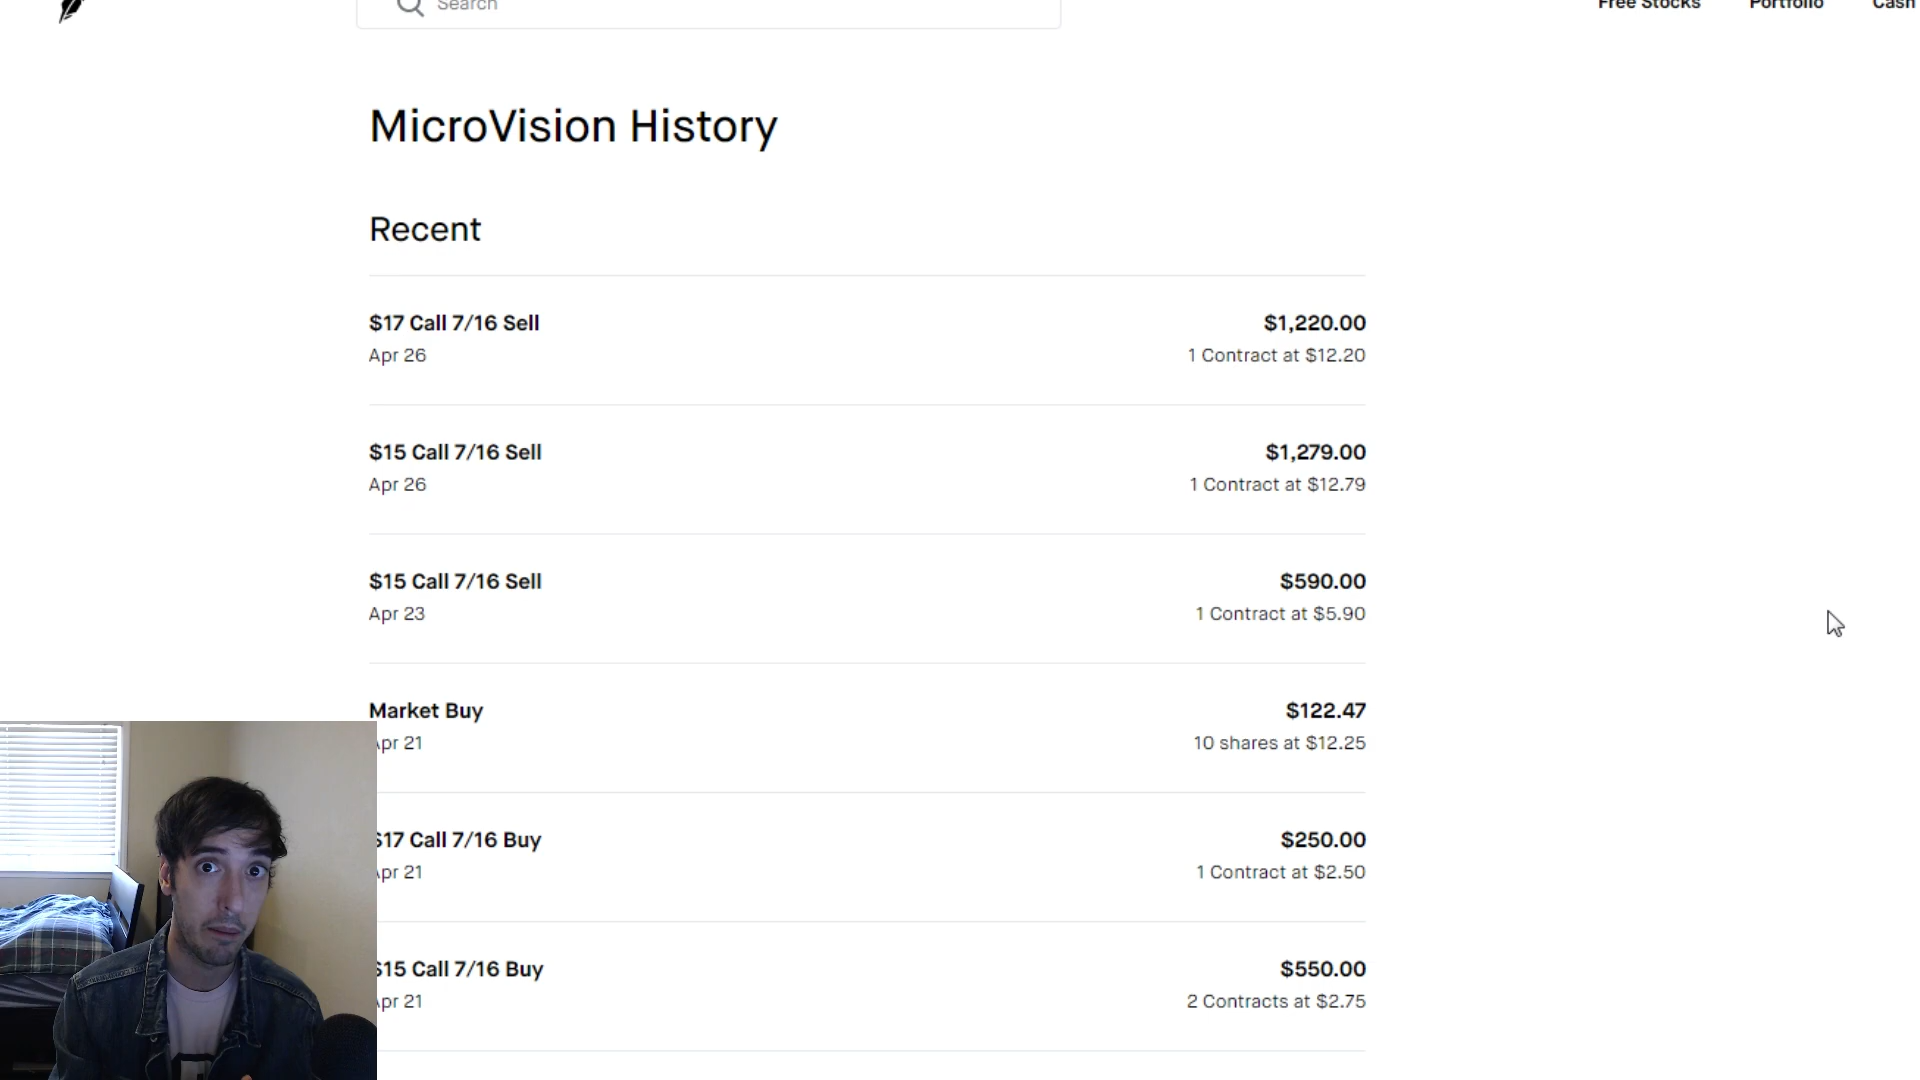 Search
Free Stocks
Portfolio
Cash
MicroVision History
Recent
$17 Call 7/16 Sell
$1,220.00
Apr 26
1 Contract at $12.20
$15 Call 7/16 Sell
$1,279.00
Apr 26
1 Contract at $12.79
$15 Call 7/16 Sell
$590.00
Apr 23
1 Contract at $5.90
Market Buy
$122.47
Apr 21
10 shares at $12.25
$17 Call 7/16 Buy
$250.00
Apr 21
1 Contract at $2.50
$15 Call 7/16 Buy
$550.00
Apr 21
2 Contracts at $2.75